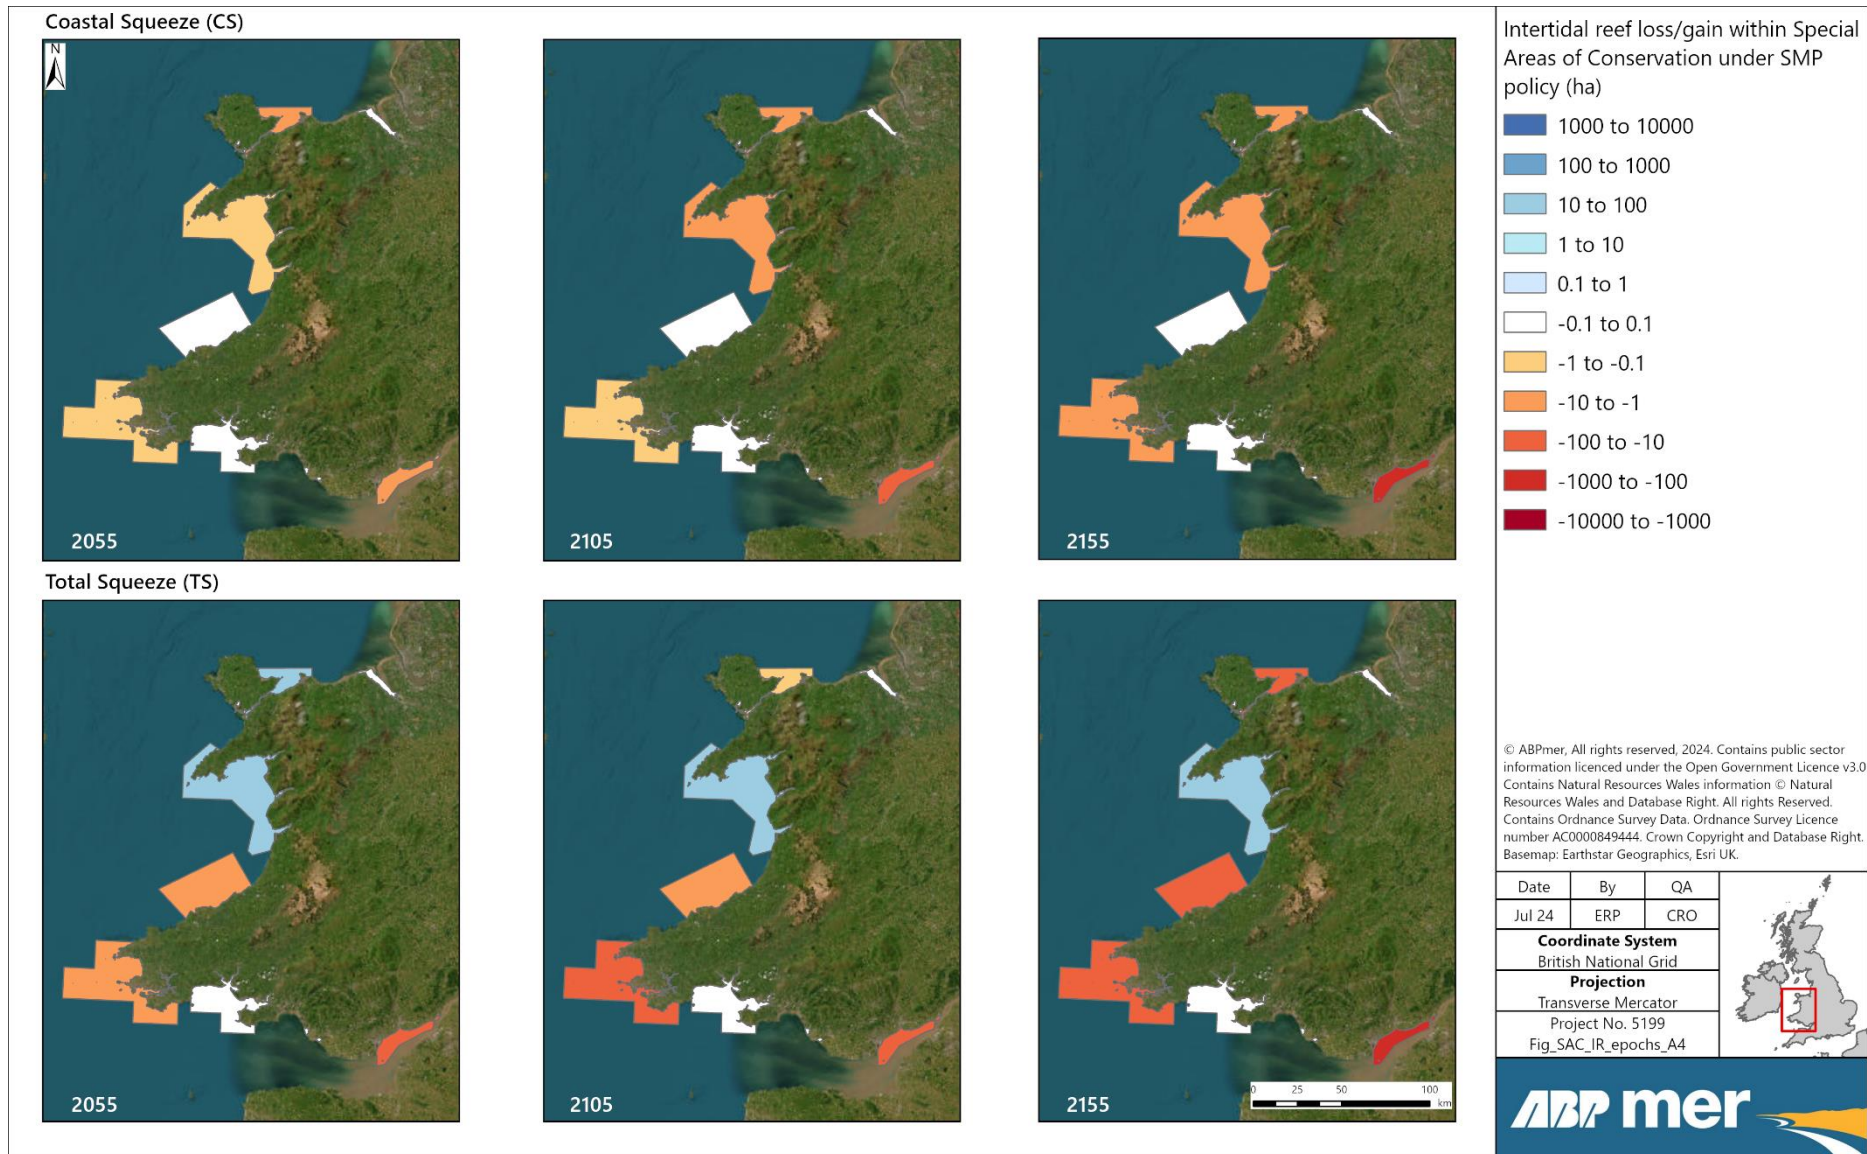 Coastal Squeeze (CS)
N
2055
2105
2155
Total Squeeze (TS)
2055
2105
2155
0 25 50 100
km
Intertidal reef loss/gain within Special
Areas of Conservation under SMP
policy (ha)
1000 to 10000
100 to 1000
10 to 100
1 to 10
0.1 to 1
-0.1 to 0.1
-1 to -0.1
-10 to -1
-100 to -10
-1000 to -100
-10000 to -1000
© ABPmer, All rights reserved, 2024. Contains public sector
information licenced under the Open Government Licence v3.0
Contains Natural Resources Wales information © Natural
Resources Wales and Database Right. All rights Reserved.
Contains Ordnance Survey Data. Ordnance Survey Licence
number AC0000849444. Crown Copyright and Database Right.
Basemap: Earthstar Geographics, Esri UK.
Date By QA
Jul 24 ERP CRO
Coordinate System
British National Grid
Projection
Transverse Mercator
Project No. 5199
Fig_SAC_IR_epochs_A4
ABP mer